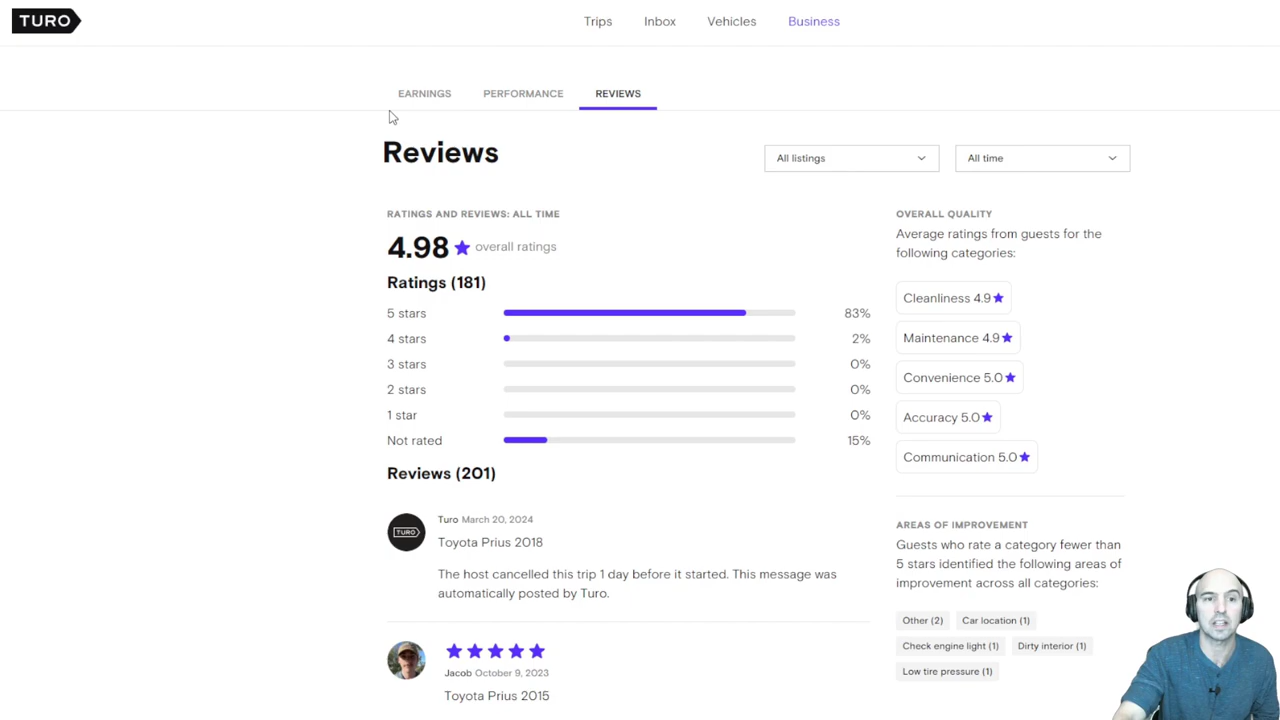 TURO
Trips
Inbox
Vehicles
Business
EARNINGS
PERFORMANCE
REVIEWS
Reviews
All listings
All time
RATINGS AND REVIEWS: ALL TIME
4.98 overall ratings
Ratings (181)
5 stars 83%
4 stars 2%
3 stars 0%
2 stars 0%
1 star 0%
Not rated 15%
Reviews (201)
TURO
Turo March 20, 2024
Toyota Prius 2018
The host cancelled this trip 1 day before it started. This message was
automatically posted by Turo.
Jacob October 9, 2023
Toyota Prius 2015
OVERALL QUALITY
Average ratings from guests for the
following categories:
Cleanliness 4.9
Maintenance 4.9
Convenience 5.0
Accuracy 5.0
Communication 5.0
AREAS OF IMPROVEMENT
Guests who rate a category fewer than
5 stars identified the following areas of
improvement across all categories:
Other (2) Car location (1)
Check engine light (1) Dirty interior (1)
Low tire pressure (1)